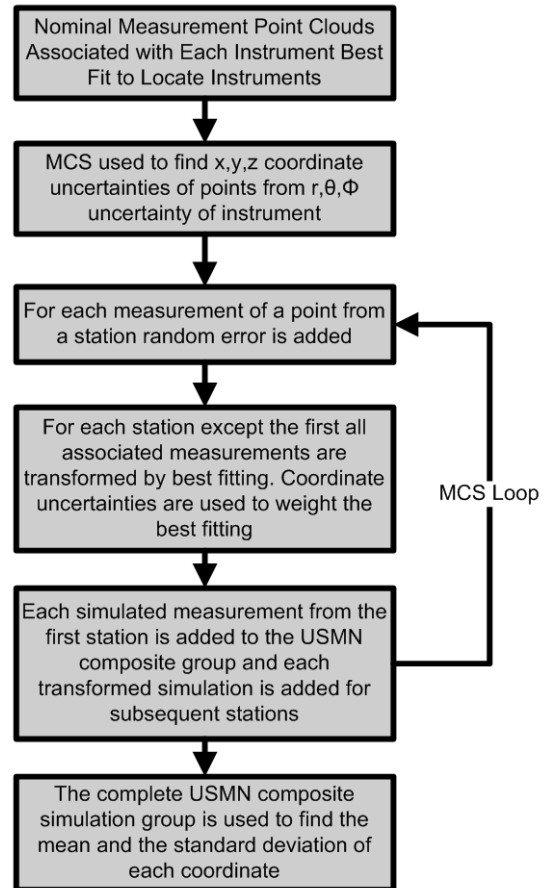 Nominal Measurement Point Clouds
Associated with Each Instrument Best
Fit to Locate Instruments
MCS used to find x,y,z coordinate
uncertainties of points from r,θ,Φ
uncertainty of instrument
For each measurement of a point from
a station random error is added
For each station except the first all
associated measurements are
transformed by best fitting. Coordinate
uncertainties are used to weight the
best fitting
MCS Loop
Each simulated measurement from the
first station is added to the USMN
composite group and each
transformed simulation is added for
subsequent stations
The complete USMN composite
simulation group is used to find the
mean and the standard deviation of
each coordinate